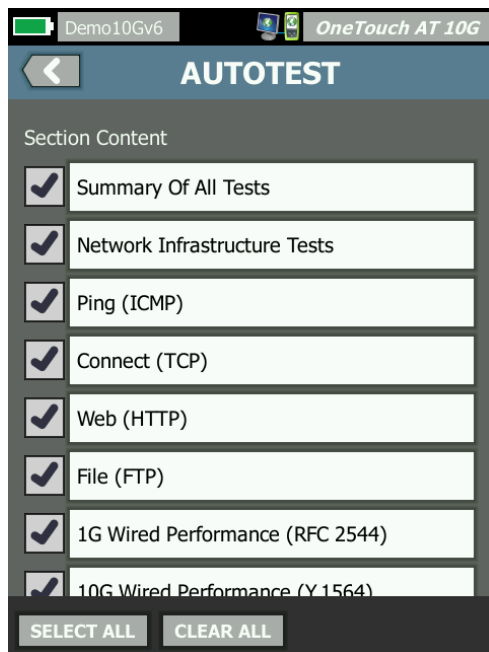 Demo10Gv6
OneTouch AT 10G
AUTOTEST
Section Content
Summary Of All Tests
Network Infrastructure Tests
Ping (ICMP)
Connect (TCP)
Web (HTTP)
File (FTP)
1G Wired Performance (RFC 2544)
10G Wired Performance (Y.1564)
SELECT ALL
CLEAR ALL